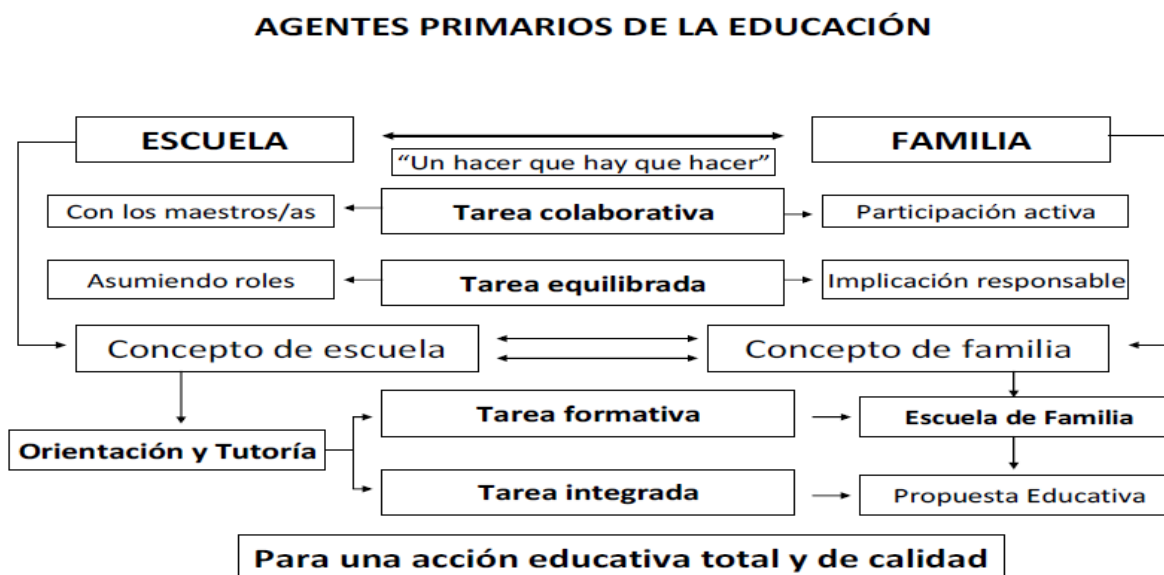 AGENTES PRIMARIOS DE LA EDUCACIÓN
ESCUELA
FAMILIA
“Un hacer que hay que hacer”
Con los maestros/as
Tarea colaborativa
Participación activa
Asumiendo roles
Tarea equilibrada
Implicación responsable
Concepto de escuela
Concepto de familia
Tarea formativa
Escuela de Familia
Orientación y Tutoría
Tarea integrada
Propuesta Educativa
Para una acción educativa total y de calidad